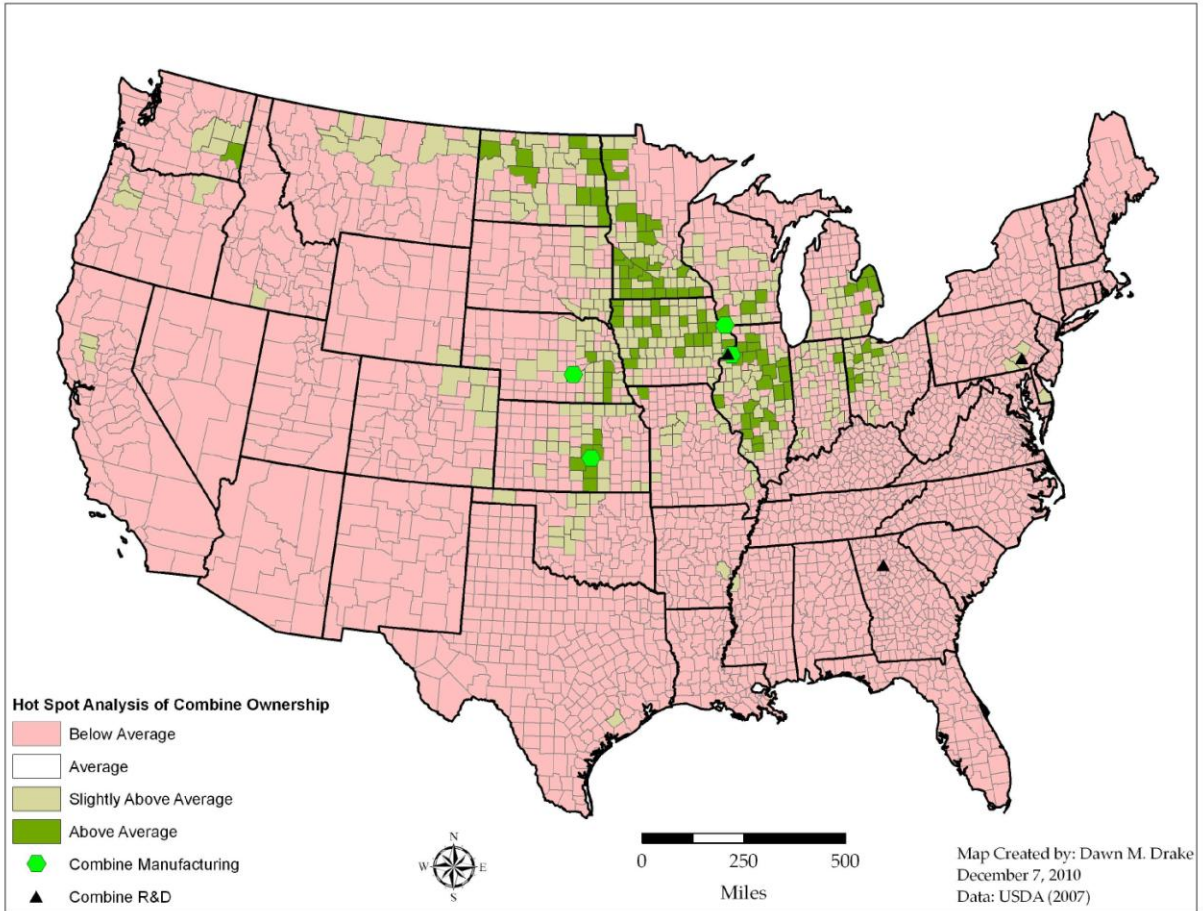 Hot Spot Analysis of Combine Ownership
Below Average
Average
Slightly Above Average
Above Average
Combine Manufacturing
Combine R&D
N
W
E
S
0
250
500
Miles
Map Created by: Dawn M. Drake
December 7, 2010
Data: USDA (2007)